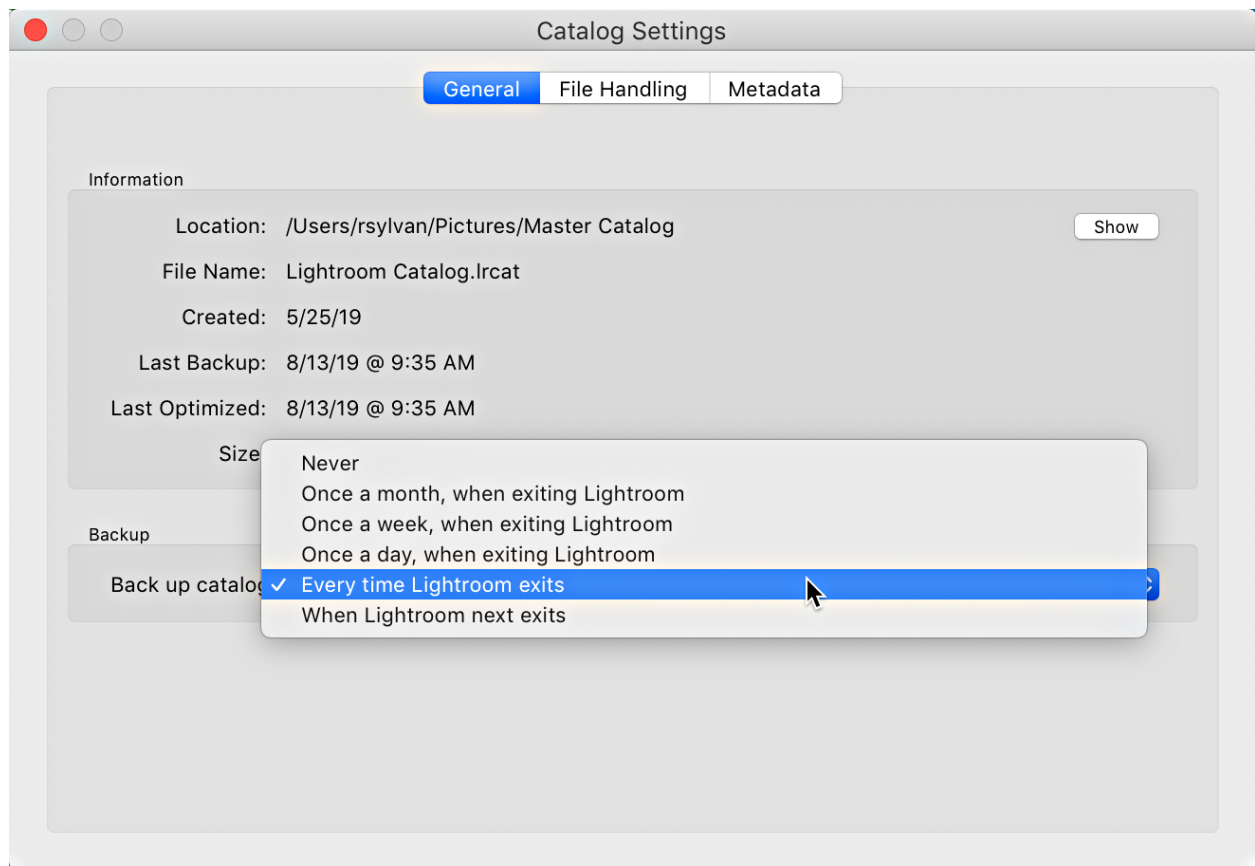 Catalog Settings
General File Handling Metadata
Information
Location: /Users/rsylvan/Pictures/Master Catalog Show
File Name: Lightroom Catalog.lrcat
Created: 5/25/19
Last Backup: 8/13/19 @ 9:35 AM
Last Optimized: 8/13/19 @ 9:35 AM
Size
Never
Once a month, when exiting Lightroom
Once a week, when exiting Lightroom
Backup
Once a day, when exiting Lightroom
Back up catalog ✓ Every time Lightroom exits
When Lightroom next exits